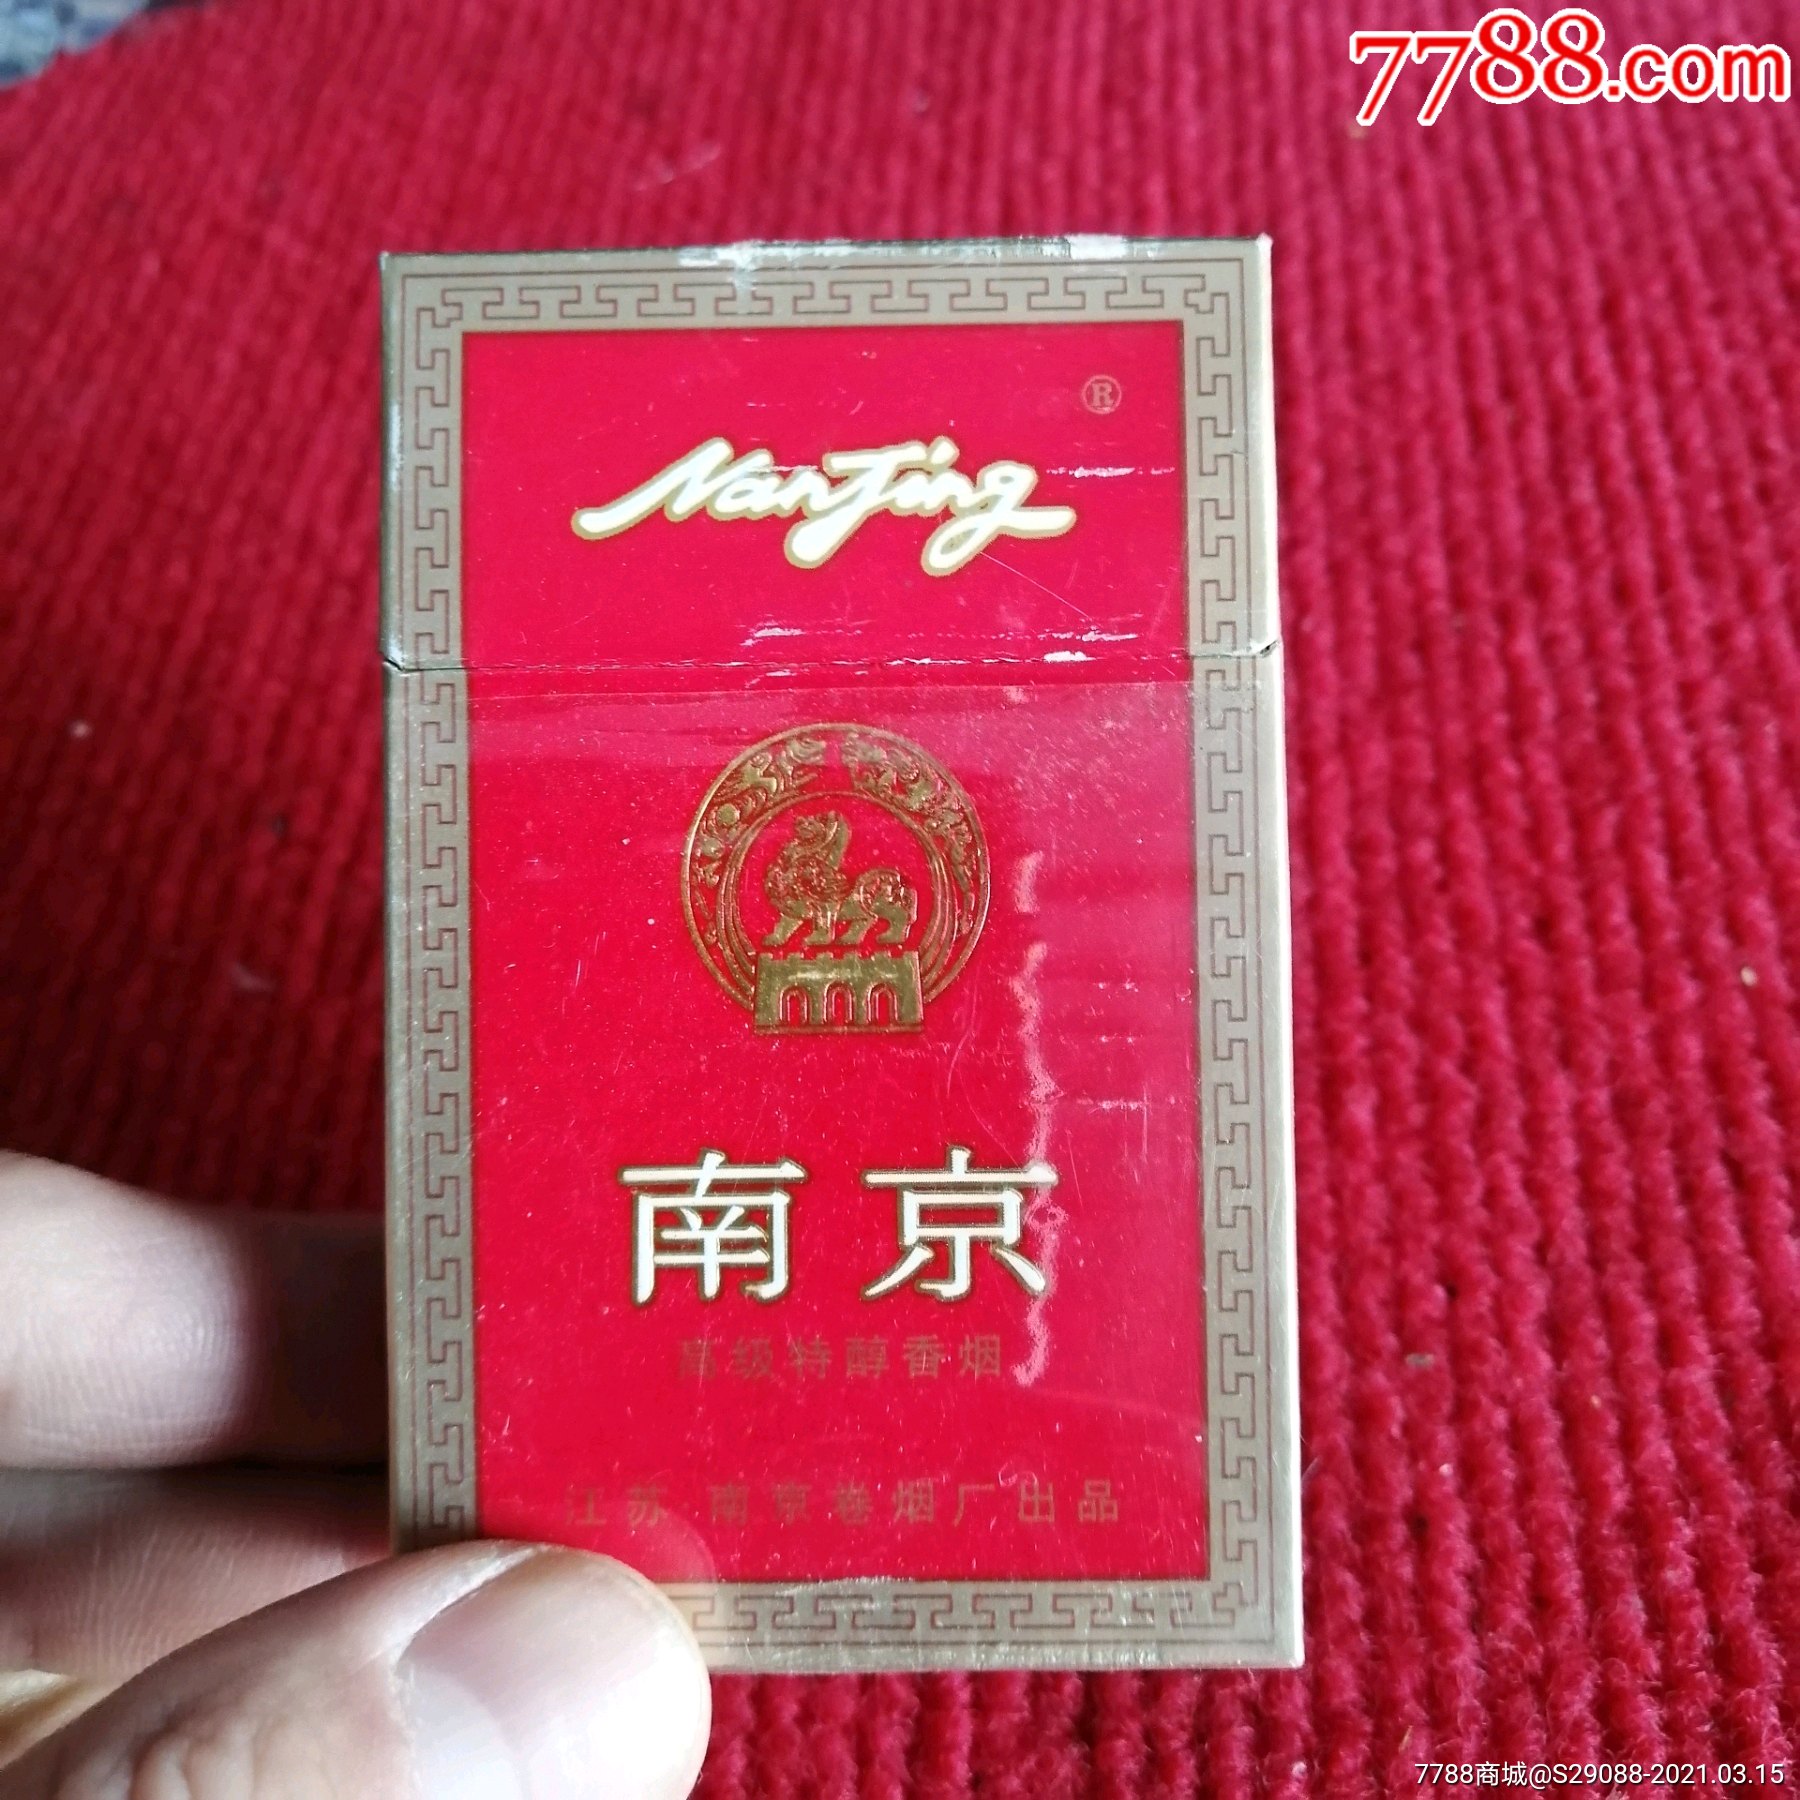 7788.com
®
NanJing
南京
高级特醇香烟
江苏 南京卷烟厂出品
7788商城@S29088-2021.03.15